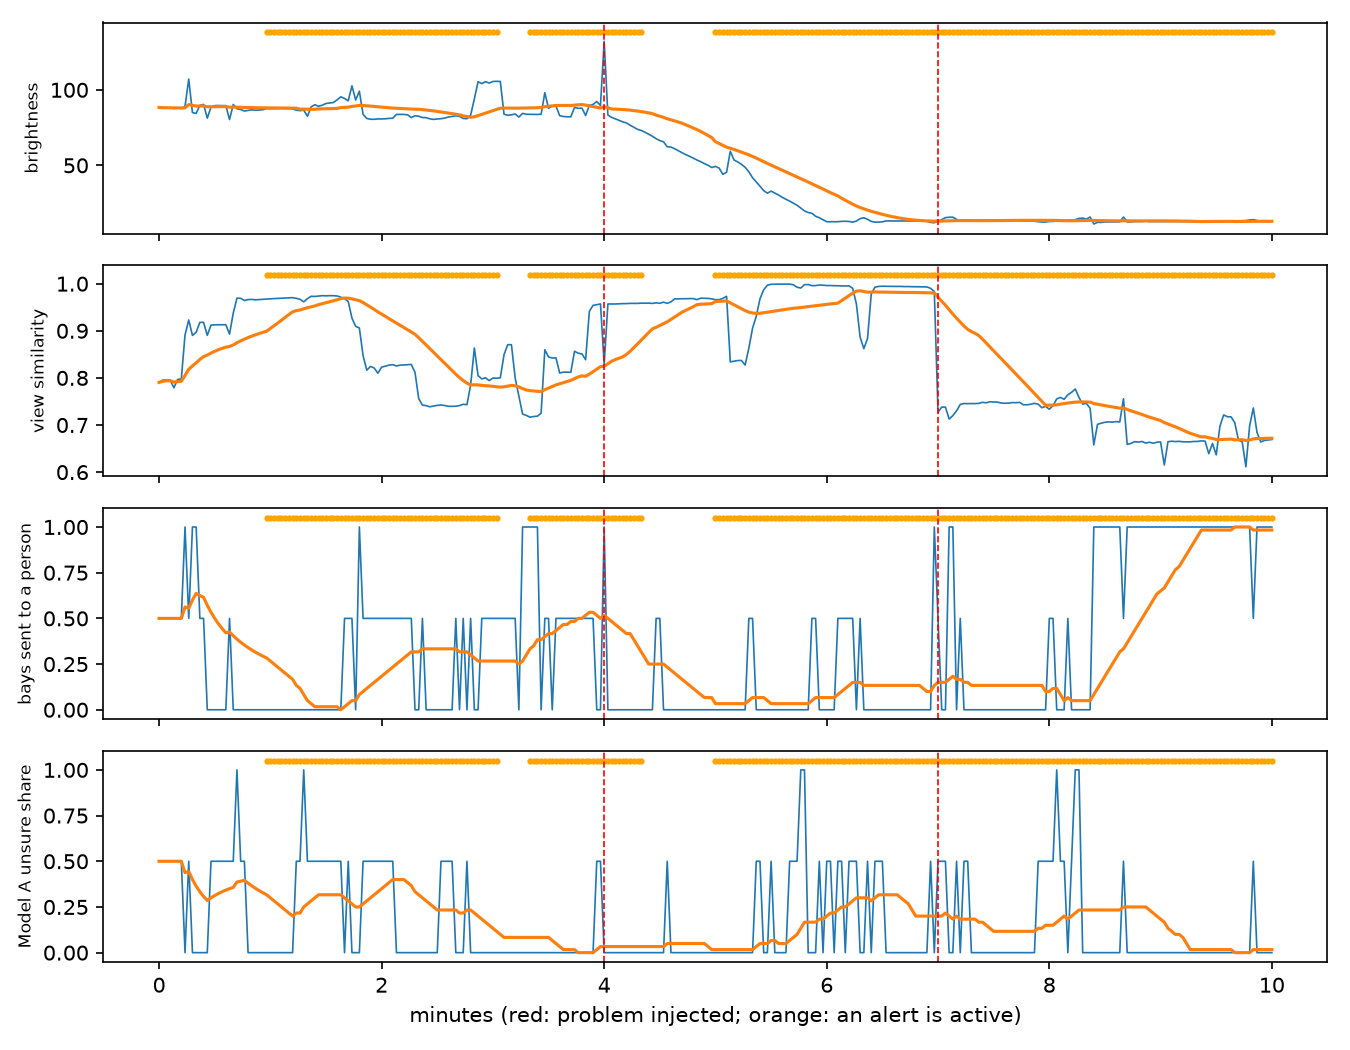 brightness
100
50
view similarity
1.0
0.9
0.8
0.7
0.6
bays sent to a person
1.00
0.75
0.50
0.25
0.00
Model A unsure share
1.00
0.75
0.50
0.25
0.00
0 2 4 6 8 10
minutes (red: problem injected; orange: an alert is active)